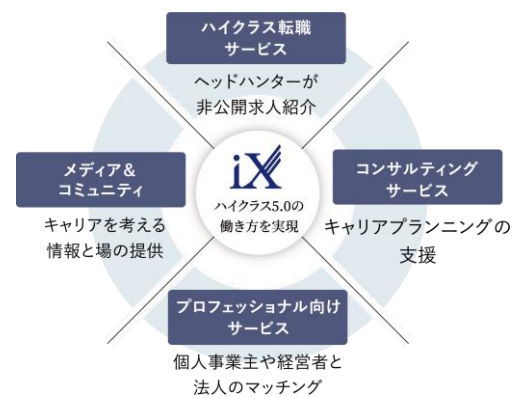 ハイクラス転職
サービス
ヘッドハンターが
非公開求人紹介
メディア&
コミュニティ
キャリアを考える
情報と場の提供
iX
ハイクラス5.0の
働き方を実現
コンサルティング
サービス
キャリアプランニングの
支援
プロフェッショナル向け
サービス
個人事業主や経営者と
法人のマッチング